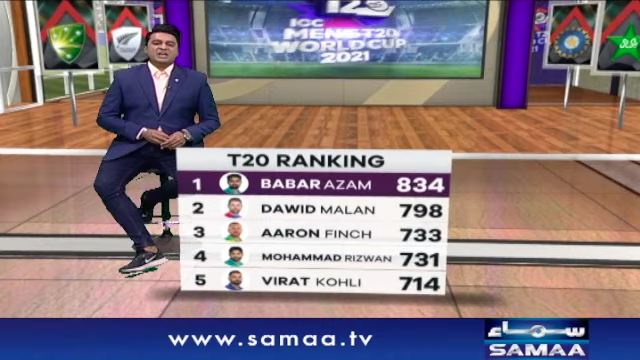 T20
ICC
MEN'S T20
WORLD CUP
2021
T20 RANKING
1 BABAR AZAM 834
2 DAWID MALAN 798
3 AARON FINCH 733
4 MOHAMMAD RIZWAN 731
5 VIRAT KOHLI 714
www.samaa.tv
سماء
SAMAA